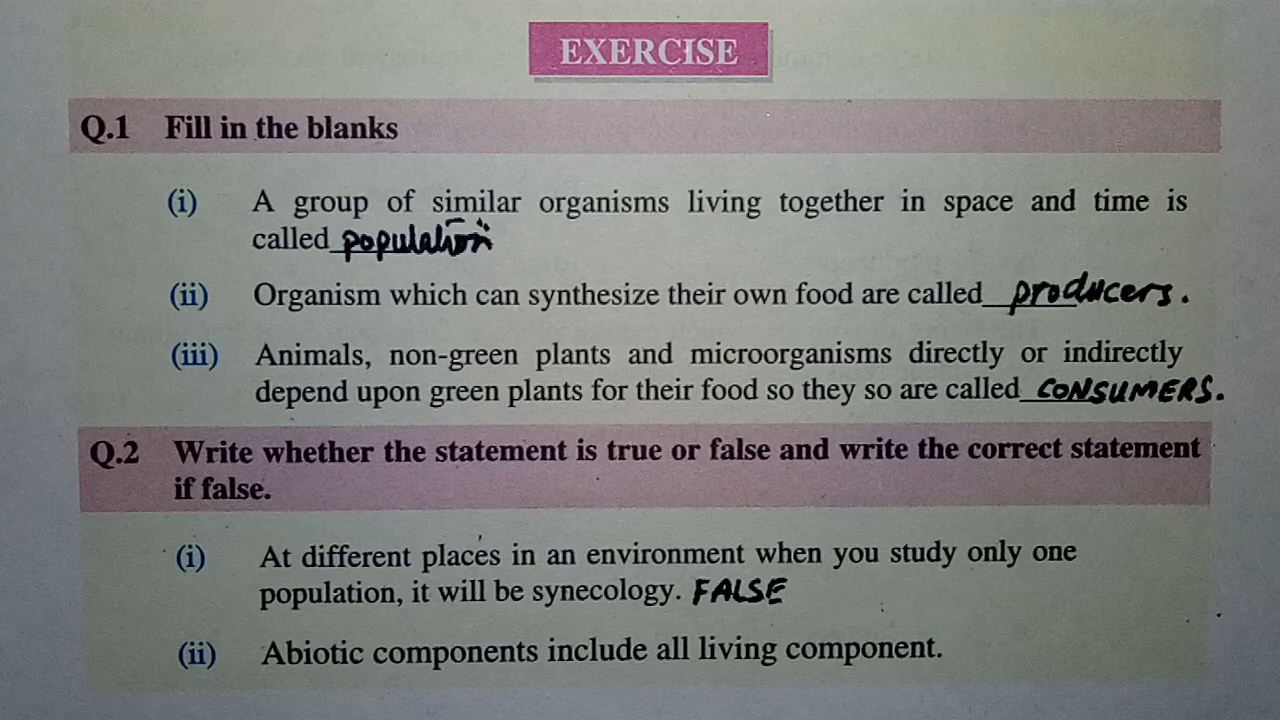 EXERCISE
Q.1 Fill in the blanks
(i) A group of similar organisms living together in space and time is
called population
(ii) Organism which can synthesize their own food are called producers.
(iii) Animals, non-green plants and microorganisms directly or indirectly
depend upon green plants for their food so they so are called CONSUMERS.
Q.2 Write whether the statement is true or false and write the correct statement
if false.
(i) At different places in an environment when you study only one
population, it will be synecology. FALSE
(ii) Abiotic components include all living component.